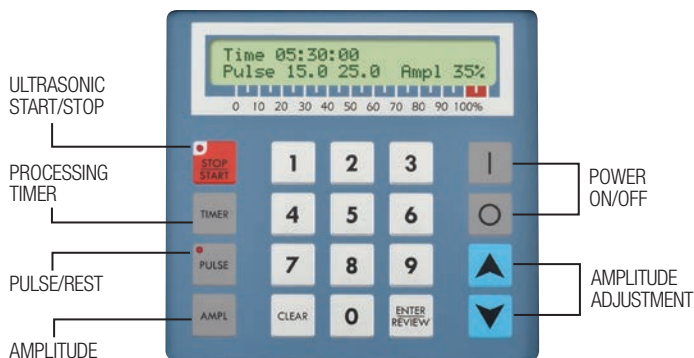 Time 05:30:00
Pulse 15.0 25.0 Ampl 35%
0 10 20 30 40 50 60 70 80 90 100%
ULTRASONIC
START/STOP
STOP
START
1 2 3
|
POWER
ON/OFF
PROCESSING
TIMER
TIMER
4 5 6
O
PULSE/REST
PULSE
7 8 9
AMPLITUDE
ADJUSTMENT
AMPLITUDE
AMPL
CLEAR 0 ENTER
REVIEW